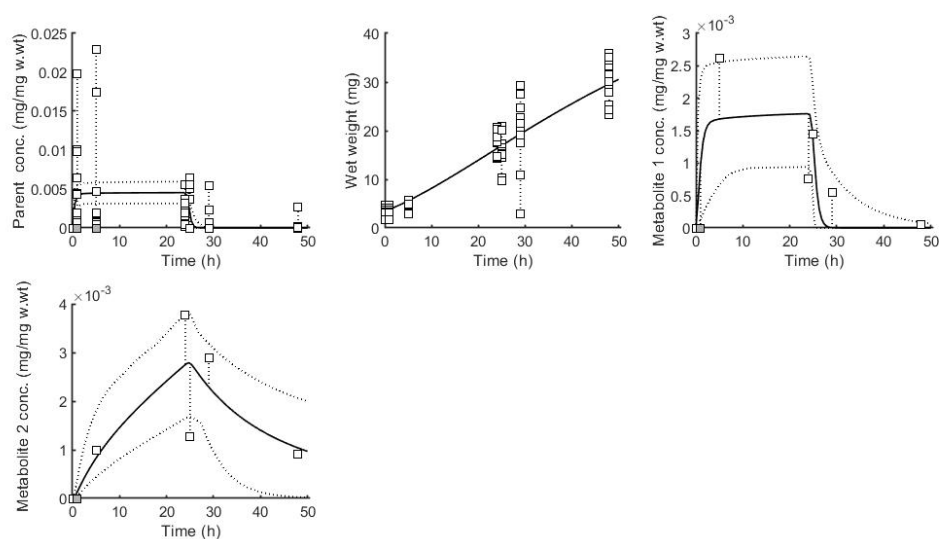 Parent conc. (mg/mg w.wt)
0.025
0.02
0.015
0.01
0.005
0
0 10 20 30 40 50
Time (h)
Wet weight (mg)
40
30
20
10
0
0 10 20 30 40 50
Time (h)
Metabolite 1 conc. (mg/mg w.wt)
×10-3
3
2.5
2
1.5
1
0.5
0
0 10 20 30 40 50
Time (h)
Metabolite 2 conc. (mg/mg w.wt)
×10-3
4
3
2
1
0
0 10 20 30 40 50
Time (h)